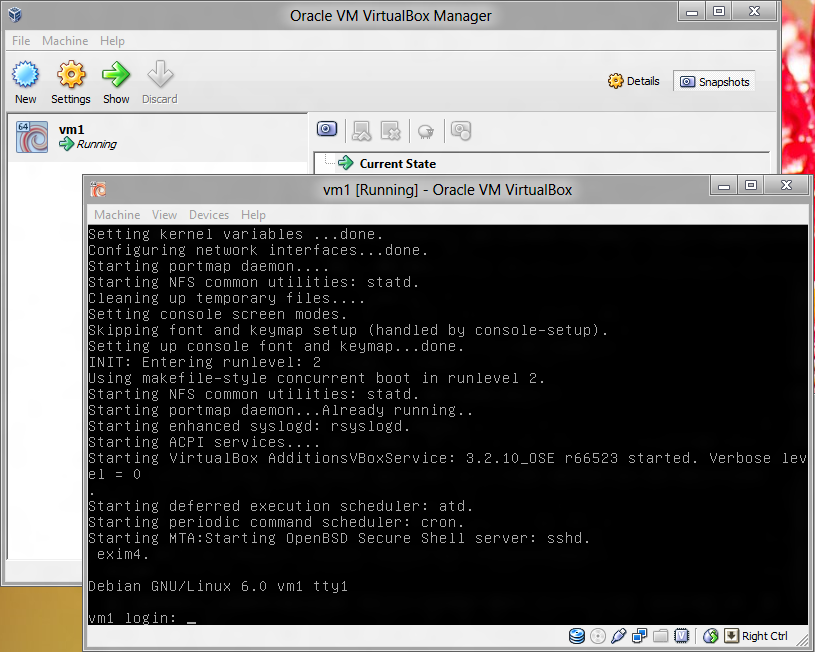 Oracle VM VirtualBox Manager
File Machine Help
New Settings Show Discard
Details Snapshots
64
vm1
Running
Current State
vm1 [Running] - Oracle VM VirtualBox
Machine View Devices Help
Setting kernel variables ...done.
Configuring network interfaces...done.
Starting portmap daemon....
Starting NFS common utilities: statd.
Cleaning up temporary files....
Setting console screen modes.
Skipping font and keymap setup (handled by console-setup).
Setting up console font and keymap...done.
INIT: Entering runlevel: 2
Using makefile-style concurrent boot in runlevel 2.
Starting NFS common utilities: statd.
Starting portmap daemon...Already running..
Starting enhanced syslogd: rsyslogd.
Starting ACPI services....
Starting VirtualBox AdditionsVBoxService: 3.2.10_OSE r66523 started. Verbose lev
el = 0
.
Starting deferred execution scheduler: atd.
Starting periodic command scheduler: cron.
Starting MTA:Starting OpenBSD Secure Shell server: sshd.
exim4.
Debian GNU/Linux 6.0 vm1 tty1
vm1 login: _
Right Ctrl